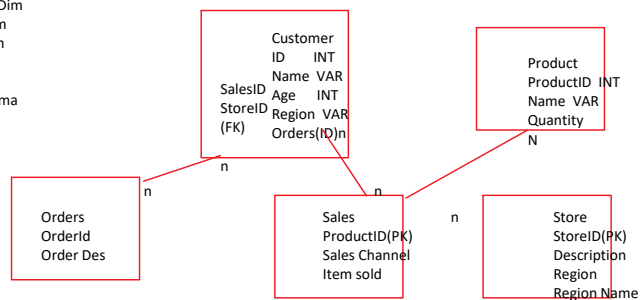 Dim
m
n
ma
Customer
ID INT
Name VAR
Age INT
Region VAR
Orders(ID)n
SalesID
StoreID
(FK)
n
Product
ProductID INT
Name VAR
Quantity
N
n
n
n
Orders
OrderId
Order Des
Sales
ProductID(PK)
Sales Channel
Item sold
Store
StoreID(PK)
Description
Region
Region Name